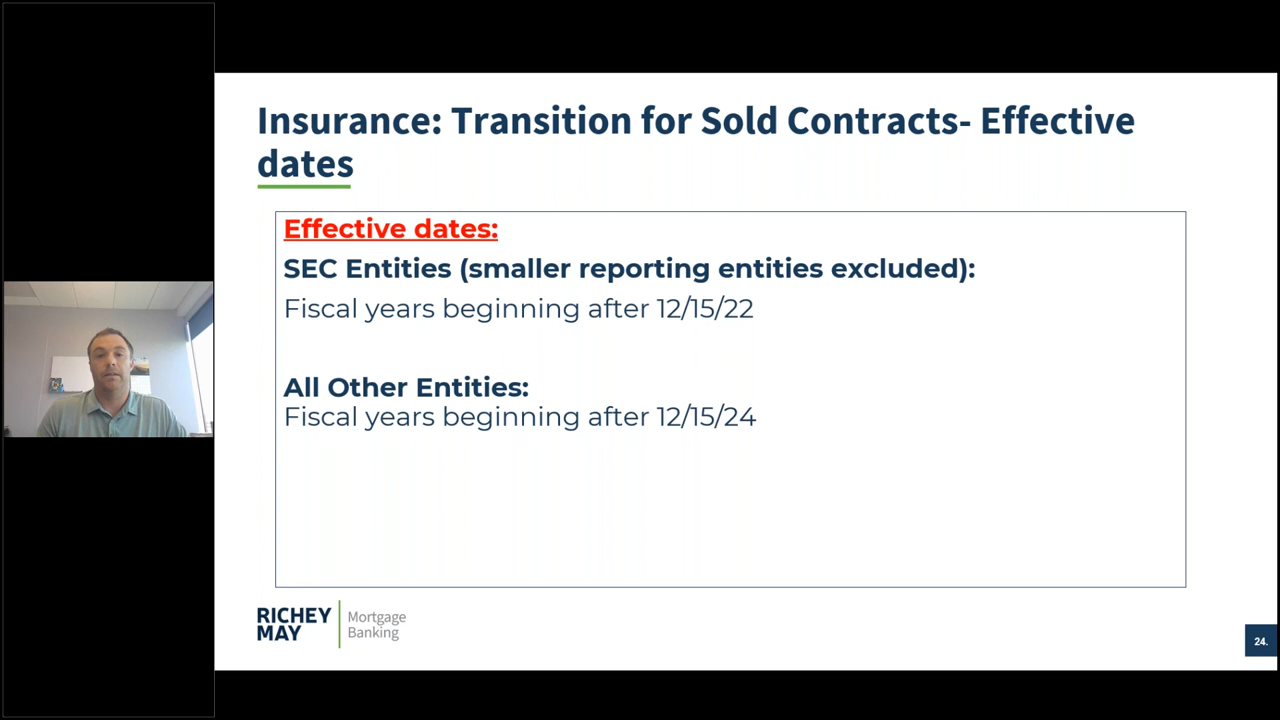 Insurance: Transition for Sold Contracts- Effective
dates
Effective dates:
SEC Entities (smaller reporting entities excluded):
Fiscal years beginning after 12/15/22
All Other Entities:
Fiscal years beginning after 12/15/24
RICHEY
MAY
Mortgage
Banking
24.